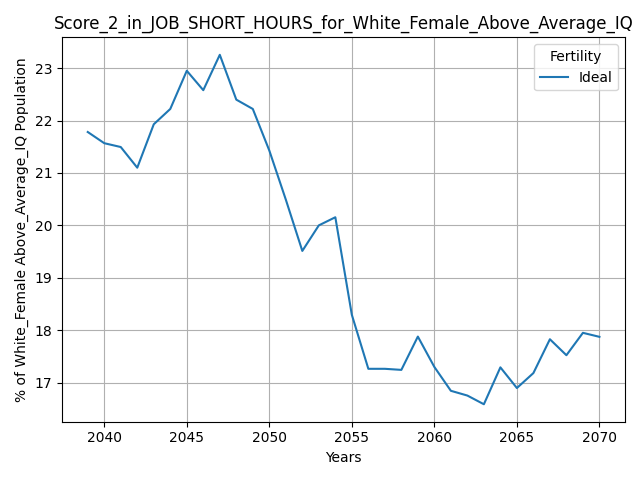 Score_2_in_JOB_SHORT_HOURS_for_White_Female_Above_Average_IQ
Fertility
Ideal
% of White_Female Above_Average_IQ Population
23
22
21
20
19
18
17
2040 2045 2050 2055 2060 2065 2070
Years